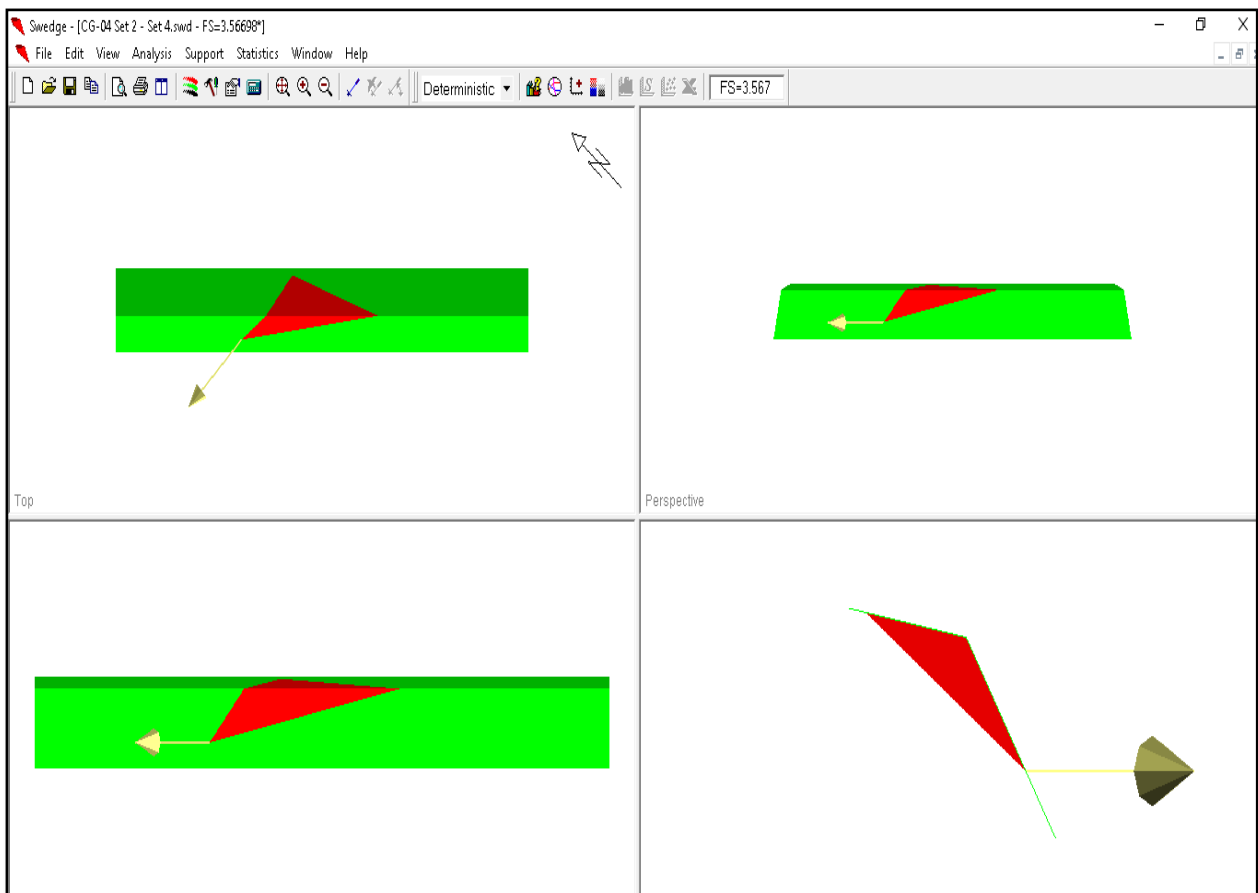 Swedge - [CG-04 Set 2 - Set 4.swd - FS=3.56698*]
File Edit View Analysis Support Statistics Window Help
Deterministic FS=3.567
Top
Perspective